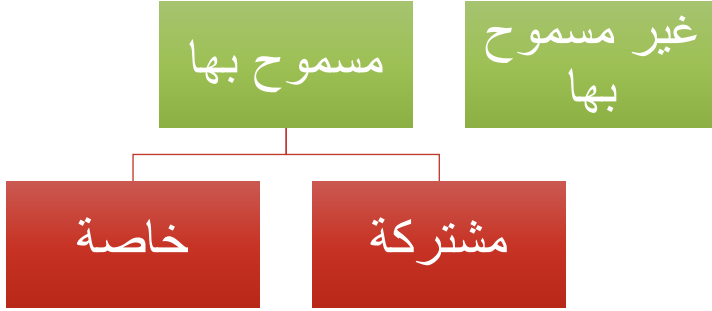 غير مسموح
بها
مسموح بها
مشتركة
خاصة